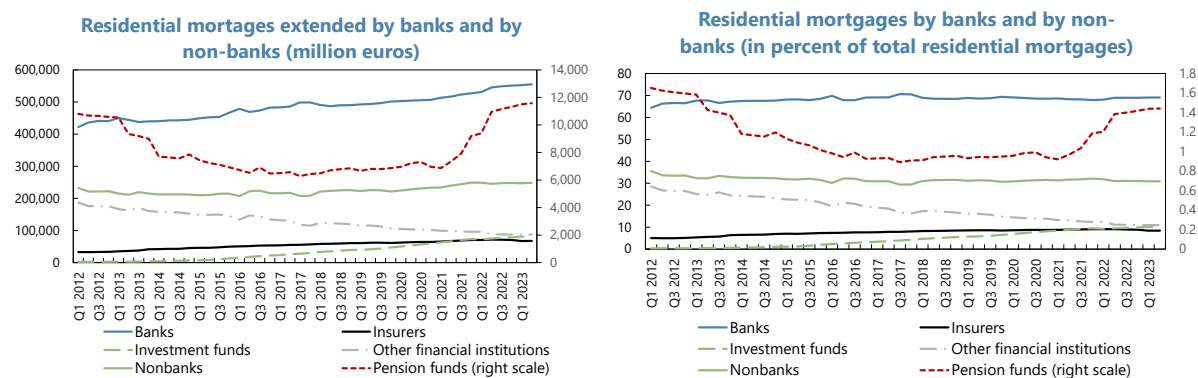 Residential mortages extended by banks and by
non-banks (million euros)
600,000
500,000
400,000
300,000
200,000
100,000
0
14,000
12,000
10,000
8,000
6,000
4,000
2,000
0
Q1 2012
Q3 2012
Q1 2013
Q3 2013
Q1 2014
Q3 2014
Q1 2015
Q3 2015
Q1 2016
Q3 2016
Q1 2017
Q3 2017
Q1 2018
Q3 2018
Q1 2019
Q3 2019
Q1 2020
Q3 2020
Q1 2021
Q3 2021
Q1 2022
Q3 2022
Q1 2023
Banks
Insurers
Investment funds
Other financial institutions
Nonbanks
Pension funds (right scale)
Residential mortgages by banks and by non-
banks (in percent of total residential mortgages)
80
70
60
50
40
30
20
10
0
1.8
1.6
1.4
1.2
1
0.8
0.6
0.4
0.2
0
Q1 2012
Q3 2012
Q1 2013
Q3 2013
Q1 2014
Q3 2014
Q1 2015
Q3 2015
Q1 2016
Q3 2016
Q1 2017
Q3 2017
Q1 2018
Q3 2018
Q1 2019
Q3 2019
Q1 2020
Q3 2020
Q1 2021
Q3 2021
Q1 2022
Q3 2022
Q1 2023
Banks
Insurers
Investment funds
Other financial institutions
Nonbanks
Pension funds (right scale)